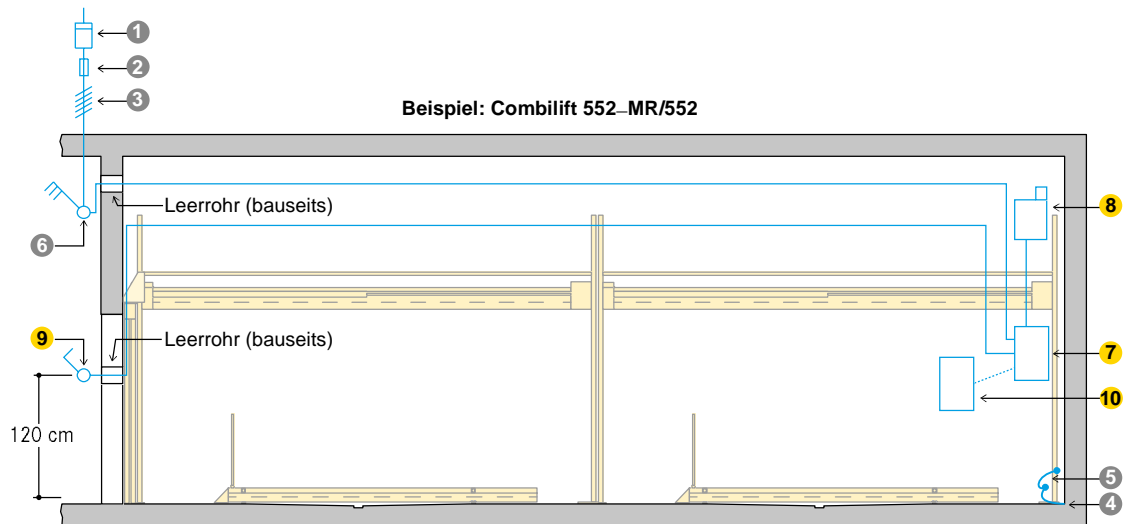 1
2
3
Beispiel: Combilift 552–MR/552
Leerrohr (bauseits)
8
6
9
Leerrohr (bauseits)
7
10
120 cm
5
4